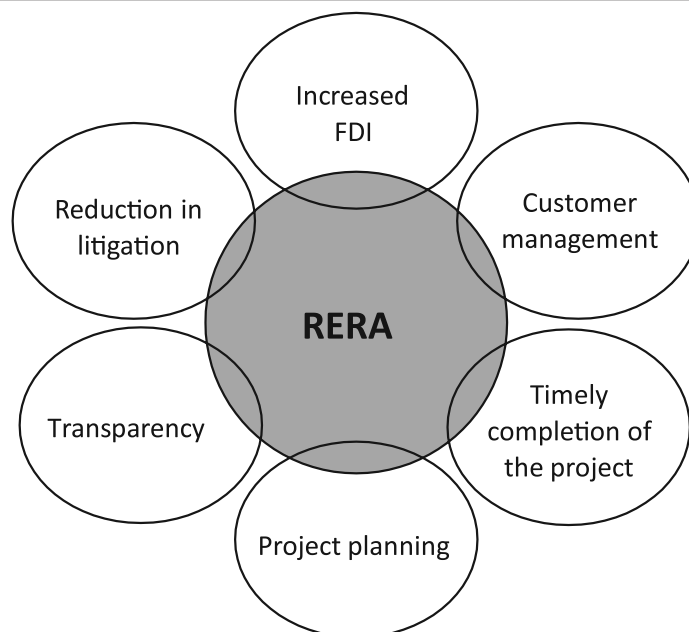 Increased
FDI
Reduction in
litigation
Customer
management
RERA
Transparency
Timely
completion of
the project
Project planning